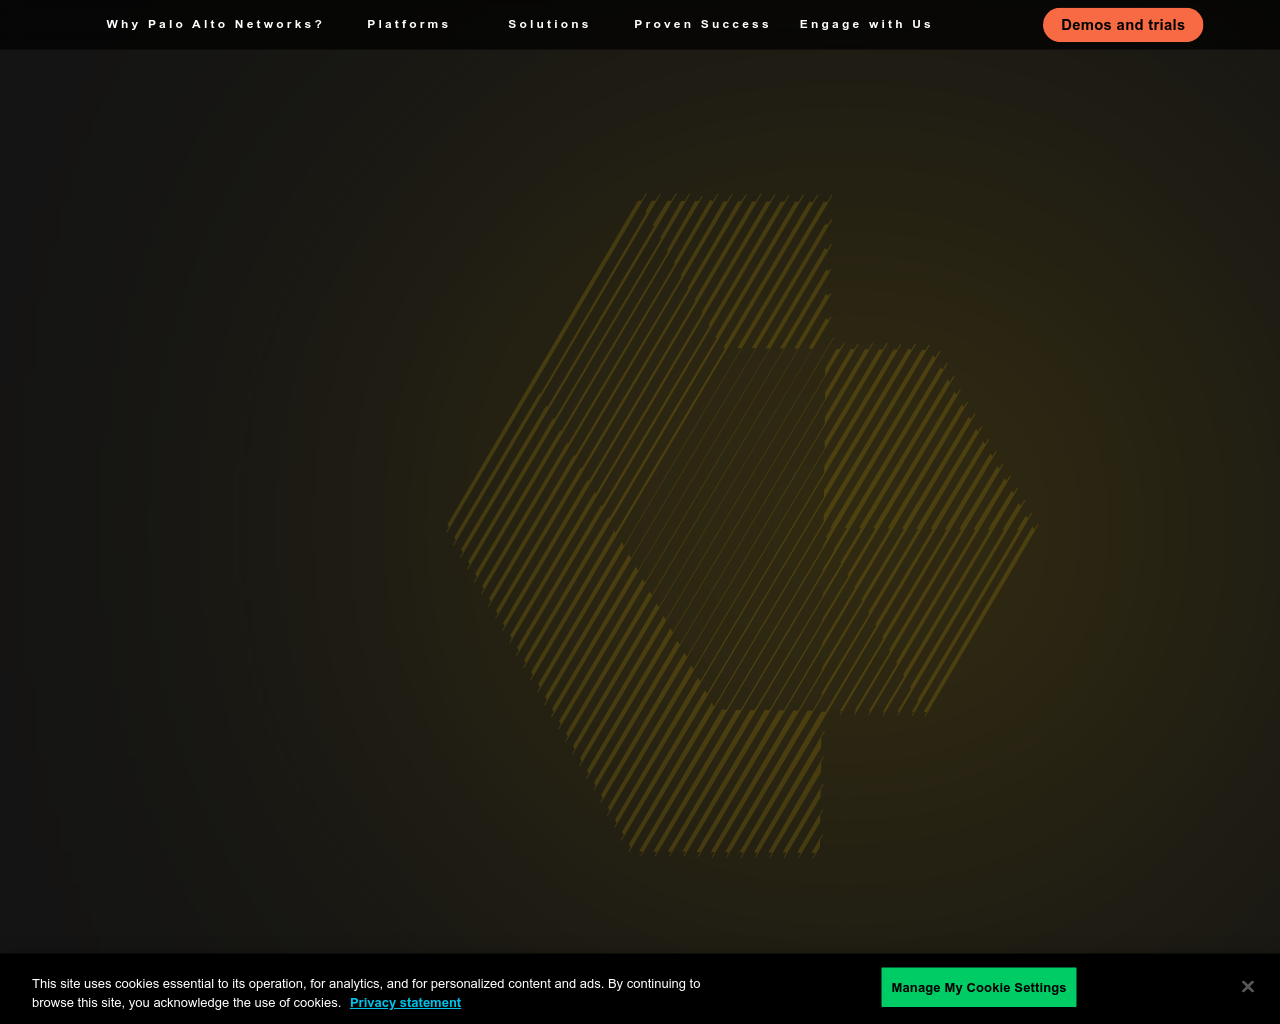 Why Palo Alto Networks? Platforms Solutions Proven Success Engage with Us Demos and trials
This site uses cookies essential to its operation, for analytics, and for personalized content and ads. By continuing to
browse this site, you acknowledge the use of cookies. Privacy statement
Manage My Cookie Settings